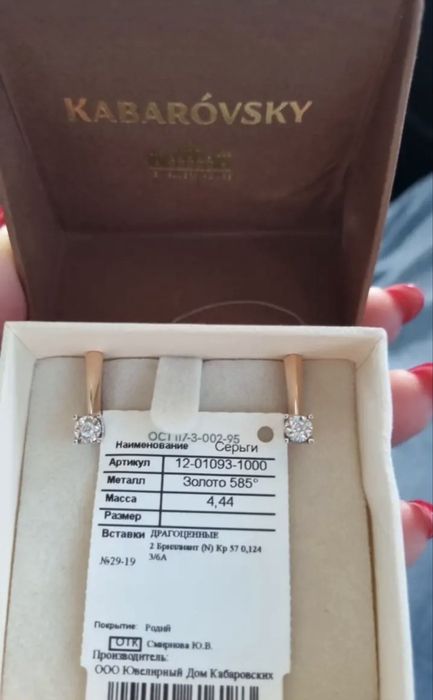 KABARÓVSKY
ОСТ 117-3-002-95
Наименование Серьги
Артикул 12-01093-1000
Металл Золото 585°
Масса 4,44
Размер
Вставки ДРАГОЦЕННЫЕ
2 Бриллиант (N) Кр 57 0,124
№29-19 3/6А
Покрытие: Родий
ОТК Смирнова Ю.В.
Производитель:
ООО Ювелирный Дом Кабаровских